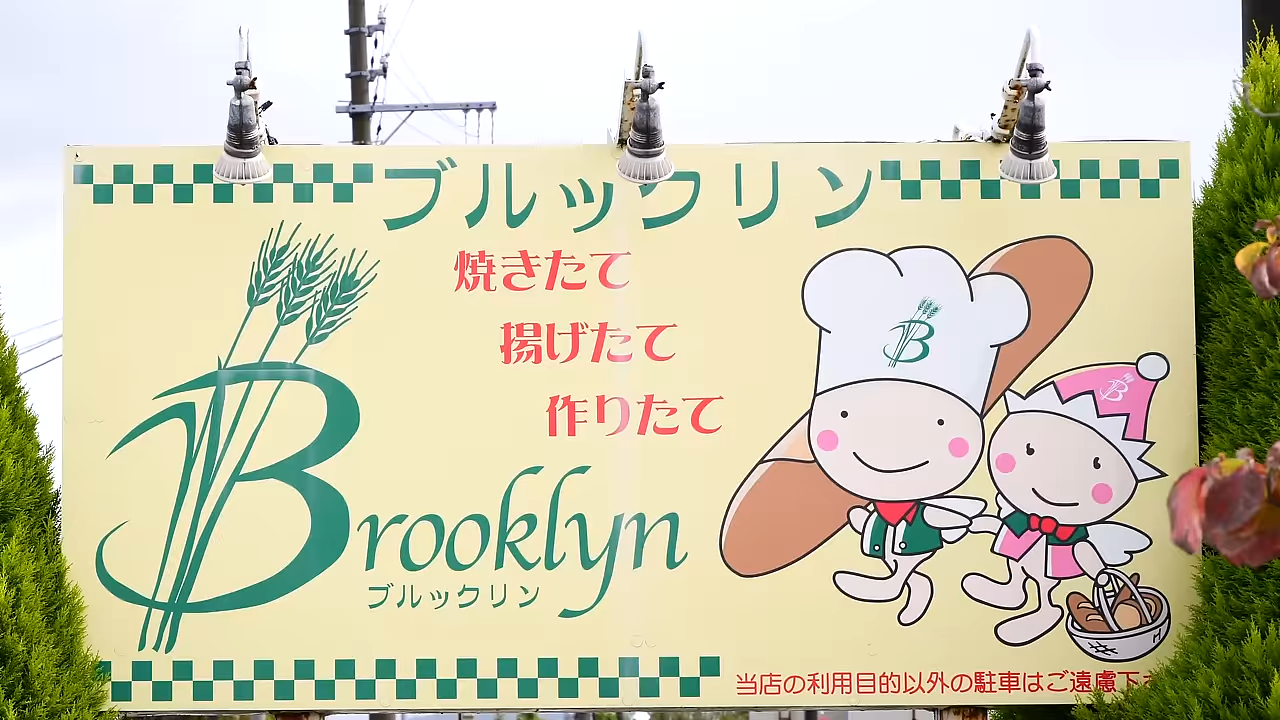 ブルックリン
焼きたて
揚げたて
作りたて
Brooklyn
ブルックリン
B
B
当店の利用目的以外の駐車はご遠慮下